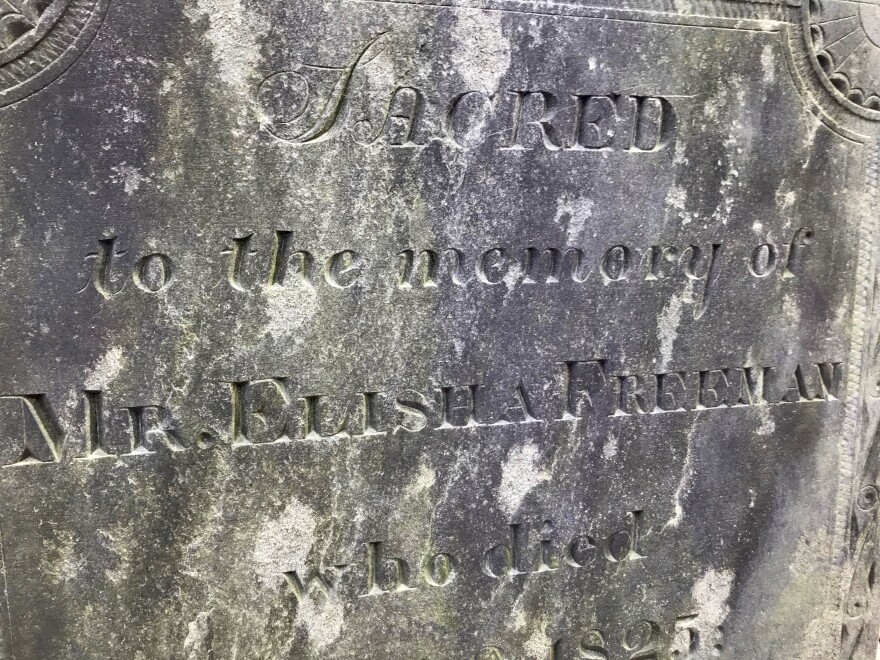 SACRED
to the memory of
MR. ELISHA FREEMAN
who died
1825: